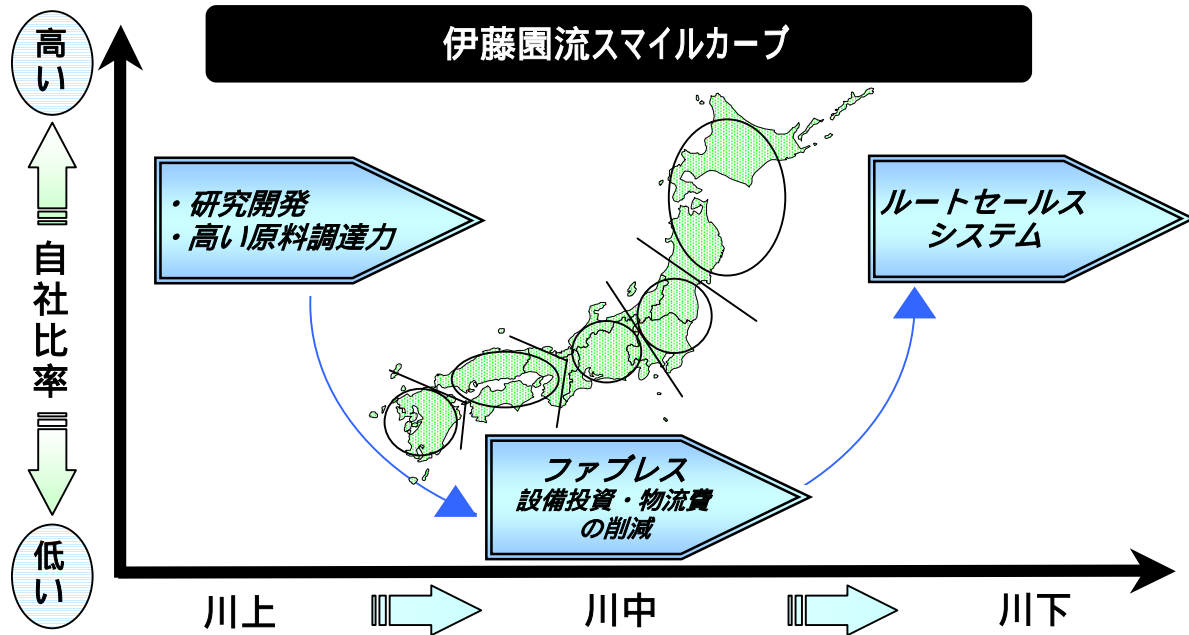 伊藤園流スマイルカーブ
高い
自社比率
低い
・研究開発
・高い原料調達力
ルートセールス
システム
ファブレス
設備投資・物流費
の削減
川上
川中
川下